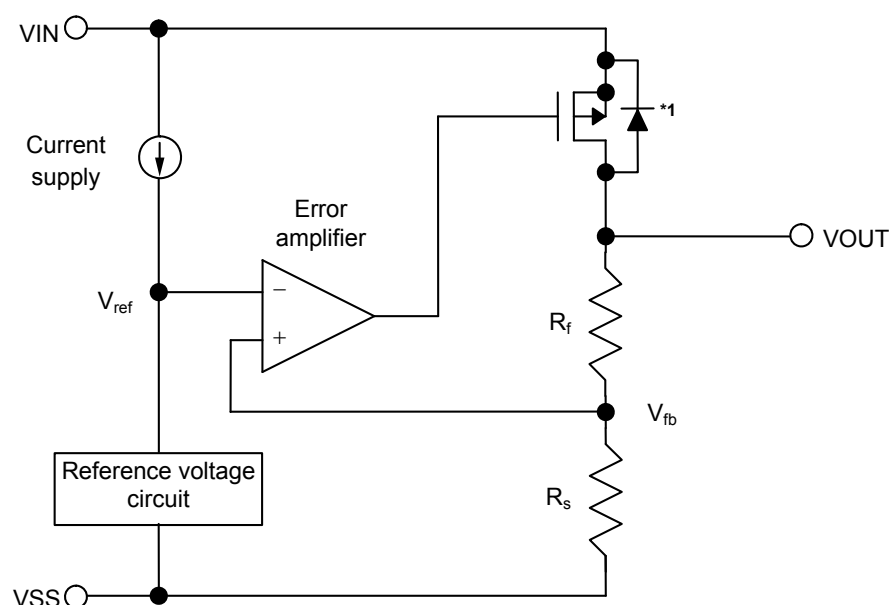 VIN
*1
Current
supply
Error
amplifier
VOUT
Vref
−
+
Rf
Vfb
Reference voltage
circuit
Rs
VSS